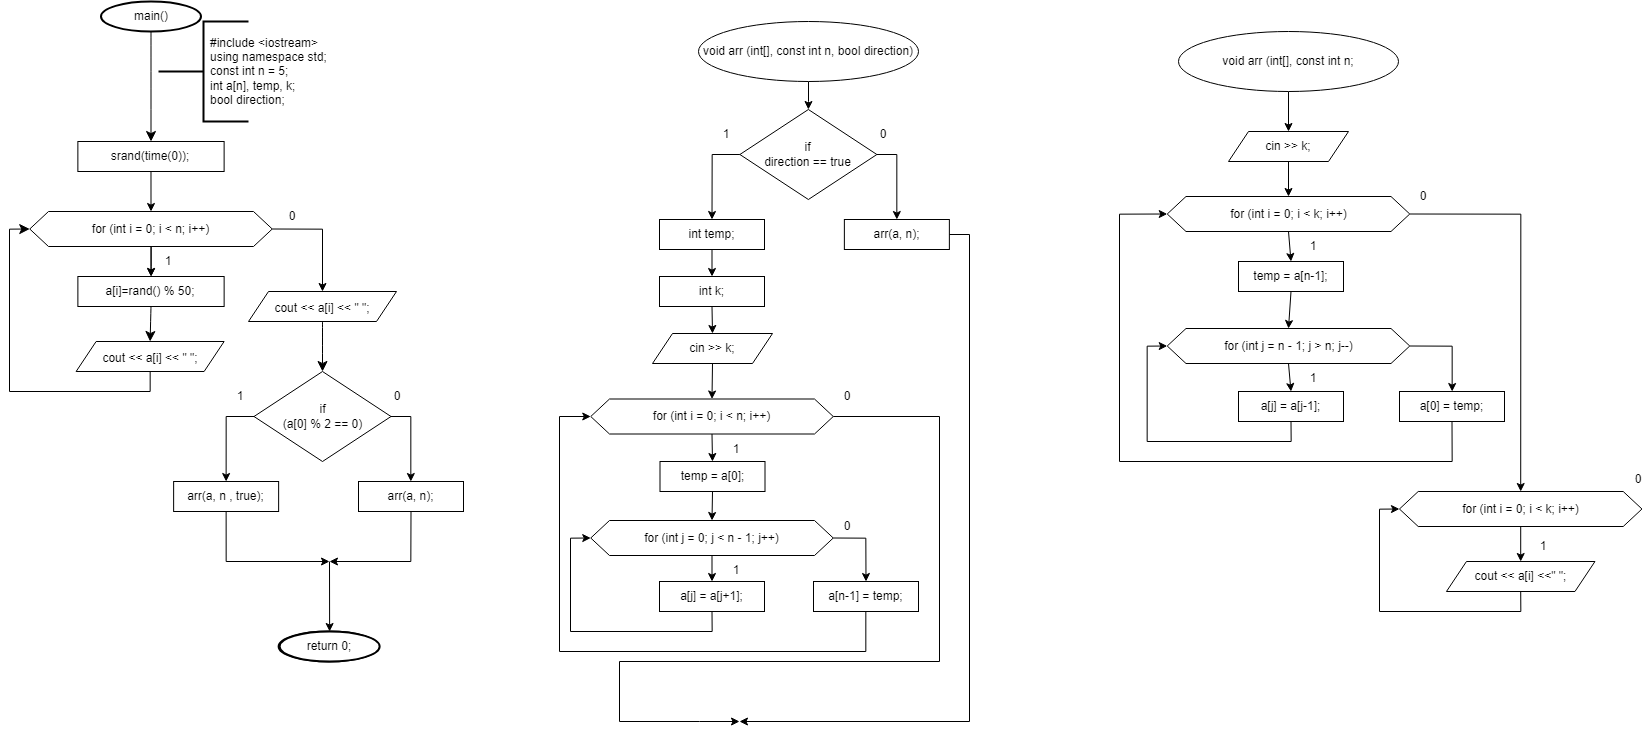 main()
#include <iostream>
using namespace std;
const int n = 5;
int a[n], temp, k;
bool direction;
srand(time(0));
for (int i = 0; i < n; i++)
0
1
a[i]=rand() % 50;
cout << a[i] << " ";
cout << a[i] << " ";
if
(a[0] % 2 == 0)
1
0
arr(a, n , true);
arr(a, n);
return 0;
void arr (int[], const int n, bool direction)
if
direction == true
1
0
int temp;
arr(a, n);
int k;
cin >> k;
for (int i = 0; i < n; i++)
0
1
temp = a[0];
for (int j = 0; j < n - 1; j++)
0
1
a[j] = a[j+1];
a[n-1] = temp;
void arr (int[], const int n;
cin >> k;
for (int i = 0; i < k; i++)
0
1
temp = a[n-1];
for (int j = n - 1; j > n; j--)
1
a[j] = a[j-1];
a[0] = temp;
for (int i = 0; i < k; i++)
0
1
cout << a[i] <<" ";